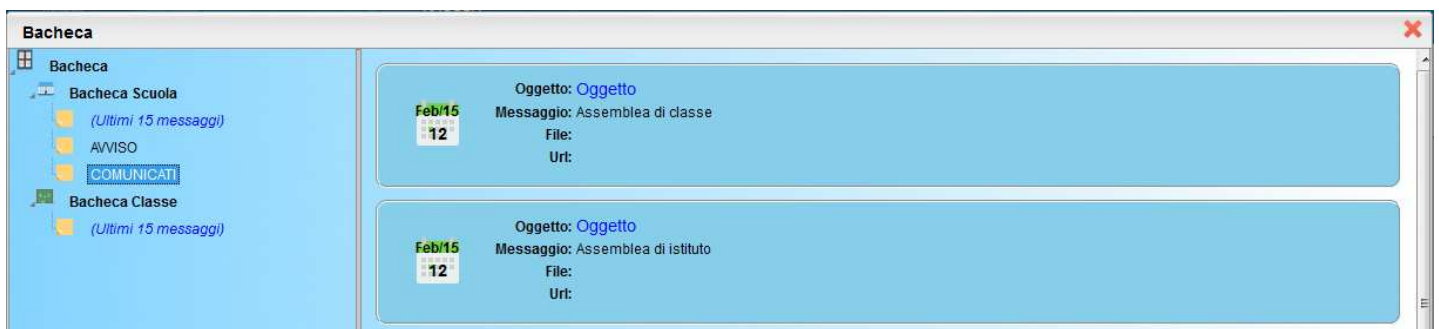 Bacheca
Bacheca
Bacheca Scuola
(Ultimi 15 messaggi)
AVVISO
COMUNICATI
Bacheca Classe
(Ultimi 15 messaggi)
Feb/15
12
Oggetto: Oggetto
Messaggio: Assemblea di classe
File:
Url:
Feb/15
12
Oggetto: Oggetto
Messaggio: Assemblea di istituto
File:
Url: